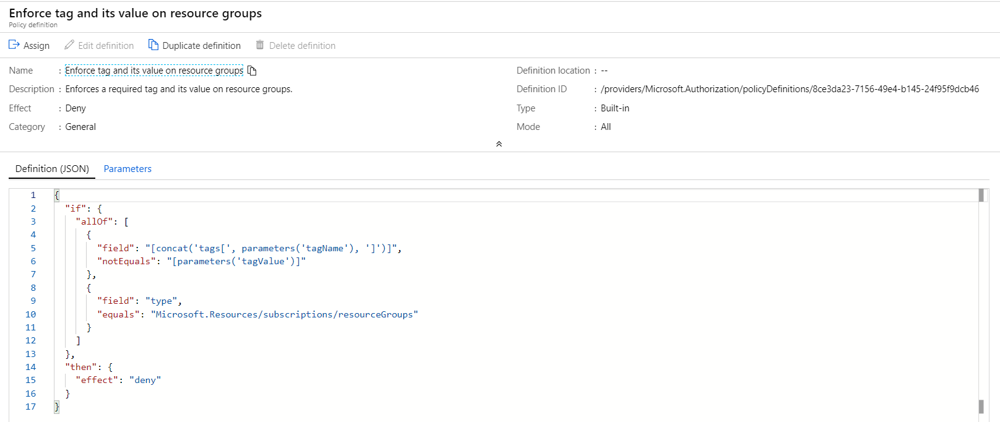 Enforce tag and its value on resource groups
Policy definition
Assign Edit definition Duplicate definition Delete definition
Name : Enforce tag and its value on resource groups
Description : Enforces a required tag and its value on resource groups.
Effect : Deny
Category : General
Definition location : --
Definition ID : /providers/Microsoft.Authorization/policyDefinitions/8ce3da23-7156-49e4-b145-24f95f9dcb46
Type : Built-in
Mode : All
Definition (JSON) Parameters
1 {
2 "if": {
3 "allOf": [
4 {
5 "field": "[concat('tags[', parameters('tagName'), ']')]",
6 "notEquals": "[parameters('tagValue')]"
7 },
8 {
9 "field": "type",
10 "equals": "Microsoft.Resources/subscriptions/resourceGroups"
11 }
12 ]
13 },
14 "then": {
15 "effect": "deny"
16 }
17 }